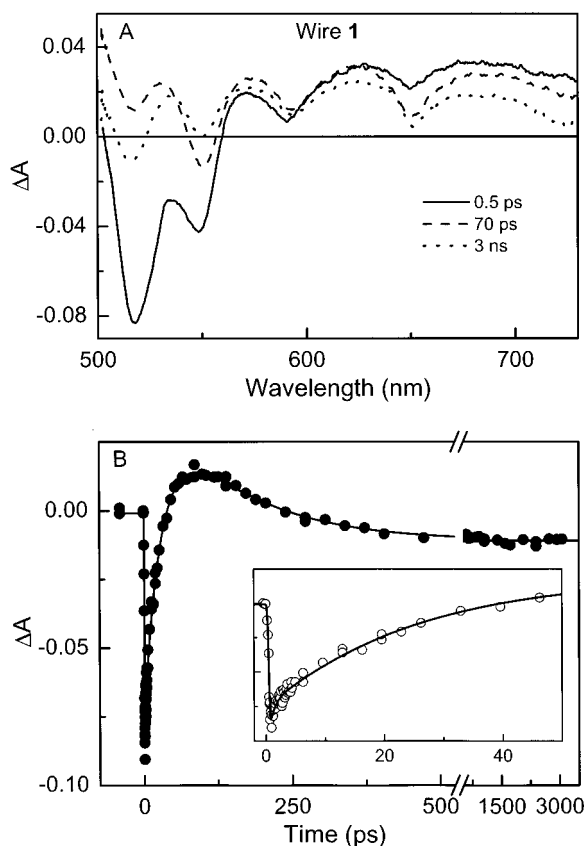 A
Wire 1
0.04
0.00
-0.04
-0.08
ΔA
0.5 ps
70 ps
3 ns
500
600
700
Wavelength (nm)
B
0.00
-0.05
-0.10
ΔA
0
20
40
0
250
500
1500
3000
Time (ps)